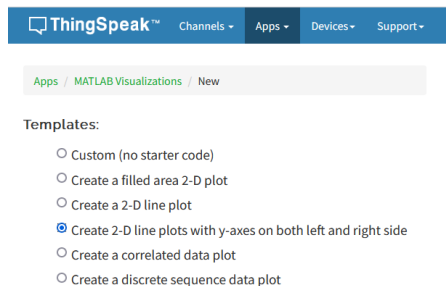 ThingSpeak™ Channels Apps Devices Support
Apps / MATLAB Visualizations / New
Templates:
Custom (no starter code)
Create a filled area 2-D plot
Create a 2-D line plot
Create 2-D line plots with y-axes on both left and right side
Create a correlated data plot
Create a discrete sequence data plot